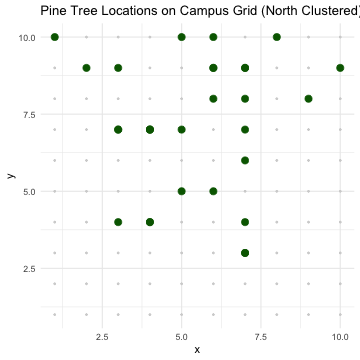 Pine Tree Locations on Campus Grid (North Clustered)
10.0
7.5
y
5.0
2.5
2.5 5.0 7.5 10.0
x